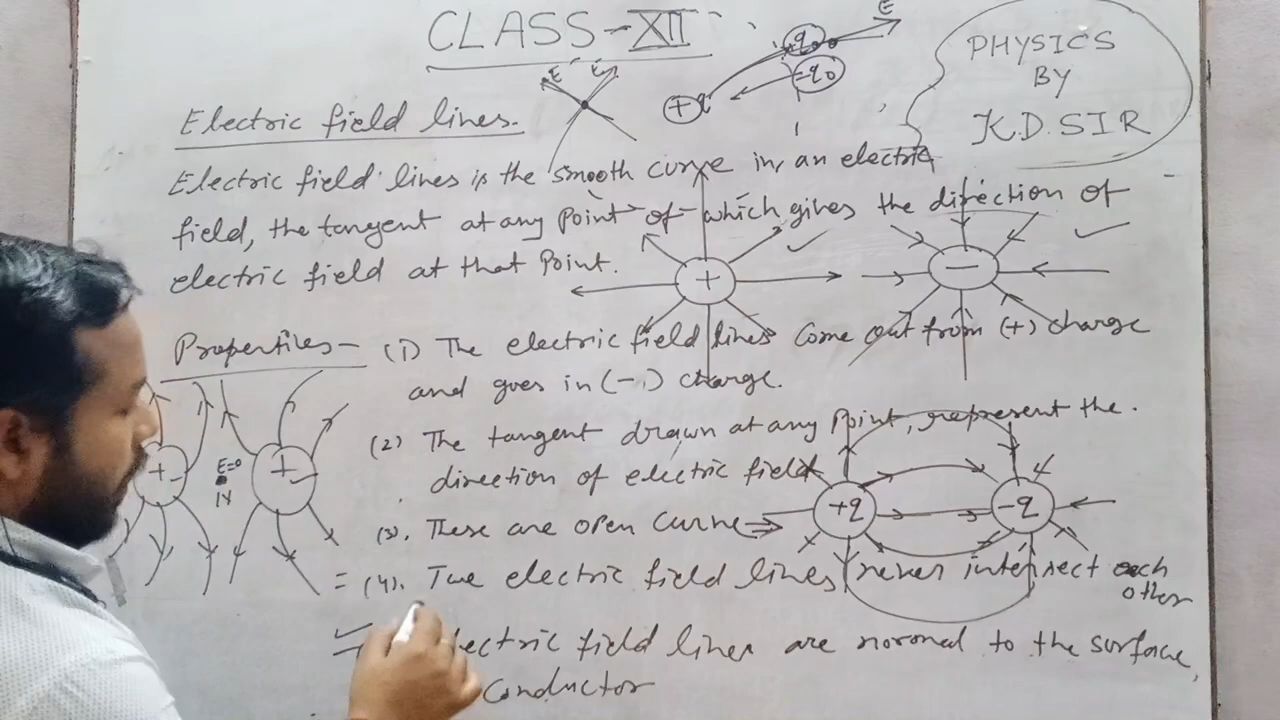 CLASS-XII
PHYSICS
BY
K.D. SIR
E E
E
q₀
-q₀
+ q
Electric field lines.
Electric field lines is the smooth curve in an electric
field, the tangent at any Point of which gives the direction of
electric field at that Point.
+
-
Properties - (1) The electric field lines Come out from (+) charge
and goes in (-) charge.
(2) The tangent drawn at any Point, represent the.
direction of electric field
+
E=0
N
+
(3). These are open Curve
+q
-q
= (4). Two electric field lines never intersect each
other
lectric field lines are normal to the surface,
Conductor